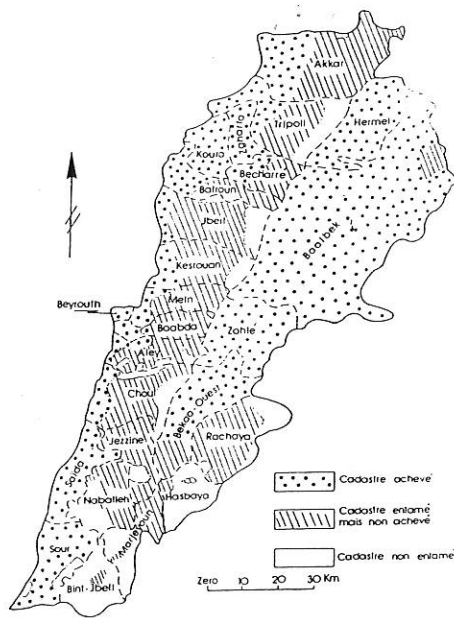 Akkar
Tripoli
Hermel
Zgharta
Koura
Becharre
Batroun
Jbeil
Baalbek
Kesrouan
Metn
Beyrouth
Baabda
Zahle
Aley
Chouf
Bekaa-Ouest
Jezzine
Rachaya
Saida
Nabatieh
Hasbaya
Marjeoun
Sour
Bint-Jbeil
Cadastre achevé
Cadastre entamé
mais non achevé
Cadastre non entamé
Zero 10 20 30 Km